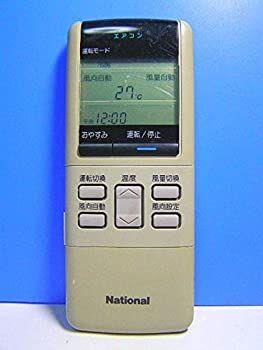 エアコン
運転モード
風向自動 風量自動
27℃
12:00
おやすみ 運転/停止
運転切換 温度 風量切換
風向自動 風向設定
National